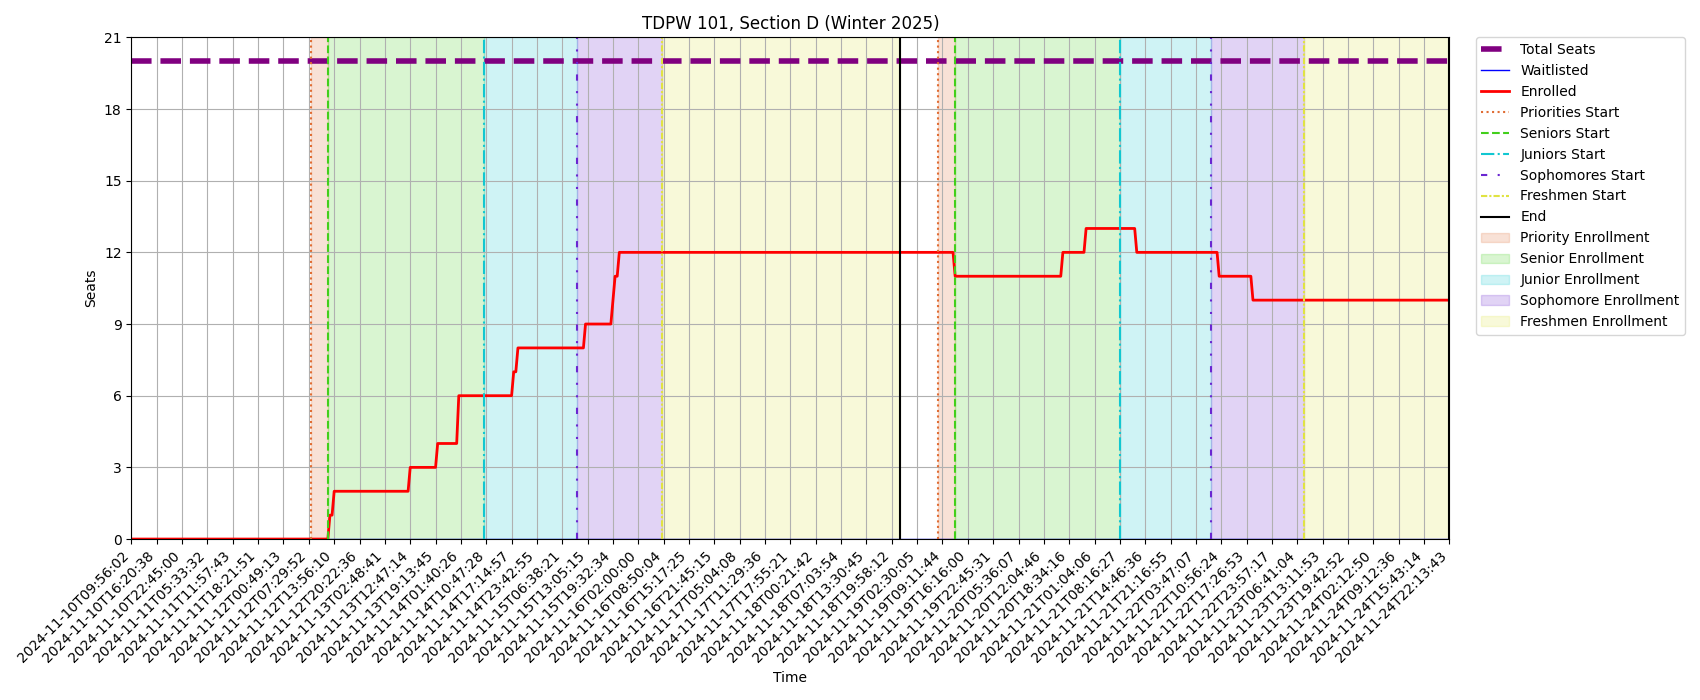 TDPW 101, Section D (Winter 2025)
21
18
15
12
9
6
3
0
Seats
2024-11-10T09:56:02
2024-11-10T16:20:38
2024-11-10T22:45:00
2024-11-11T05:33:32
2024-11-11T11:57:43
2024-11-11T18:21:51
2024-11-12T00:49:13
2024-11-12T07:29:52
2024-11-12T13:56:10
2024-11-12T20:22:36
2024-11-13T02:48:41
2024-11-13T12:47:14
2024-11-13T19:13:45
2024-11-14T01:40:26
2024-11-14T10:47:28
2024-11-14T17:14:57
2024-11-14T23:42:55
2024-11-15T06:38:21
2024-11-15T13:05:15
2024-11-15T19:32:34
2024-11-16T02:00:00
2024-11-16T08:50:04
2024-11-16T15:17:25
2024-11-16T21:45:15
2024-11-17T05:04:08
2024-11-17T11:29:36
2024-11-17T17:55:21
2024-11-18T00:21:42
2024-11-18T07:03:54
2024-11-18T13:30:45
2024-11-18T19:58:12
2024-11-19T02:30:05
2024-11-19T09:11:44
2024-11-19T16:16:00
2024-11-19T22:45:31
2024-11-20T05:36:07
2024-11-20T12:04:46
2024-11-20T18:34:16
2024-11-21T01:04:06
2024-11-21T08:16:27
2024-11-21T14:46:36
2024-11-21T21:16:55
2024-11-22T03:47:07
2024-11-22T10:56:24
2024-11-22T17:26:53
2024-11-22T23:57:17
2024-11-23T06:41:04
2024-11-23T13:11:53
2024-11-23T19:42:52
2024-11-24T02:12:50
2024-11-24T09:12:36
2024-11-24T15:43:14
2024-11-24T22:13:43
Time
Total Seats
Waitlisted
Enrolled
Priorities Start
Seniors Start
Juniors Start
Sophomores Start
Freshmen Start
End
Priority Enrollment
Senior Enrollment
Junior Enrollment
Sophomore Enrollment
Freshmen Enrollment